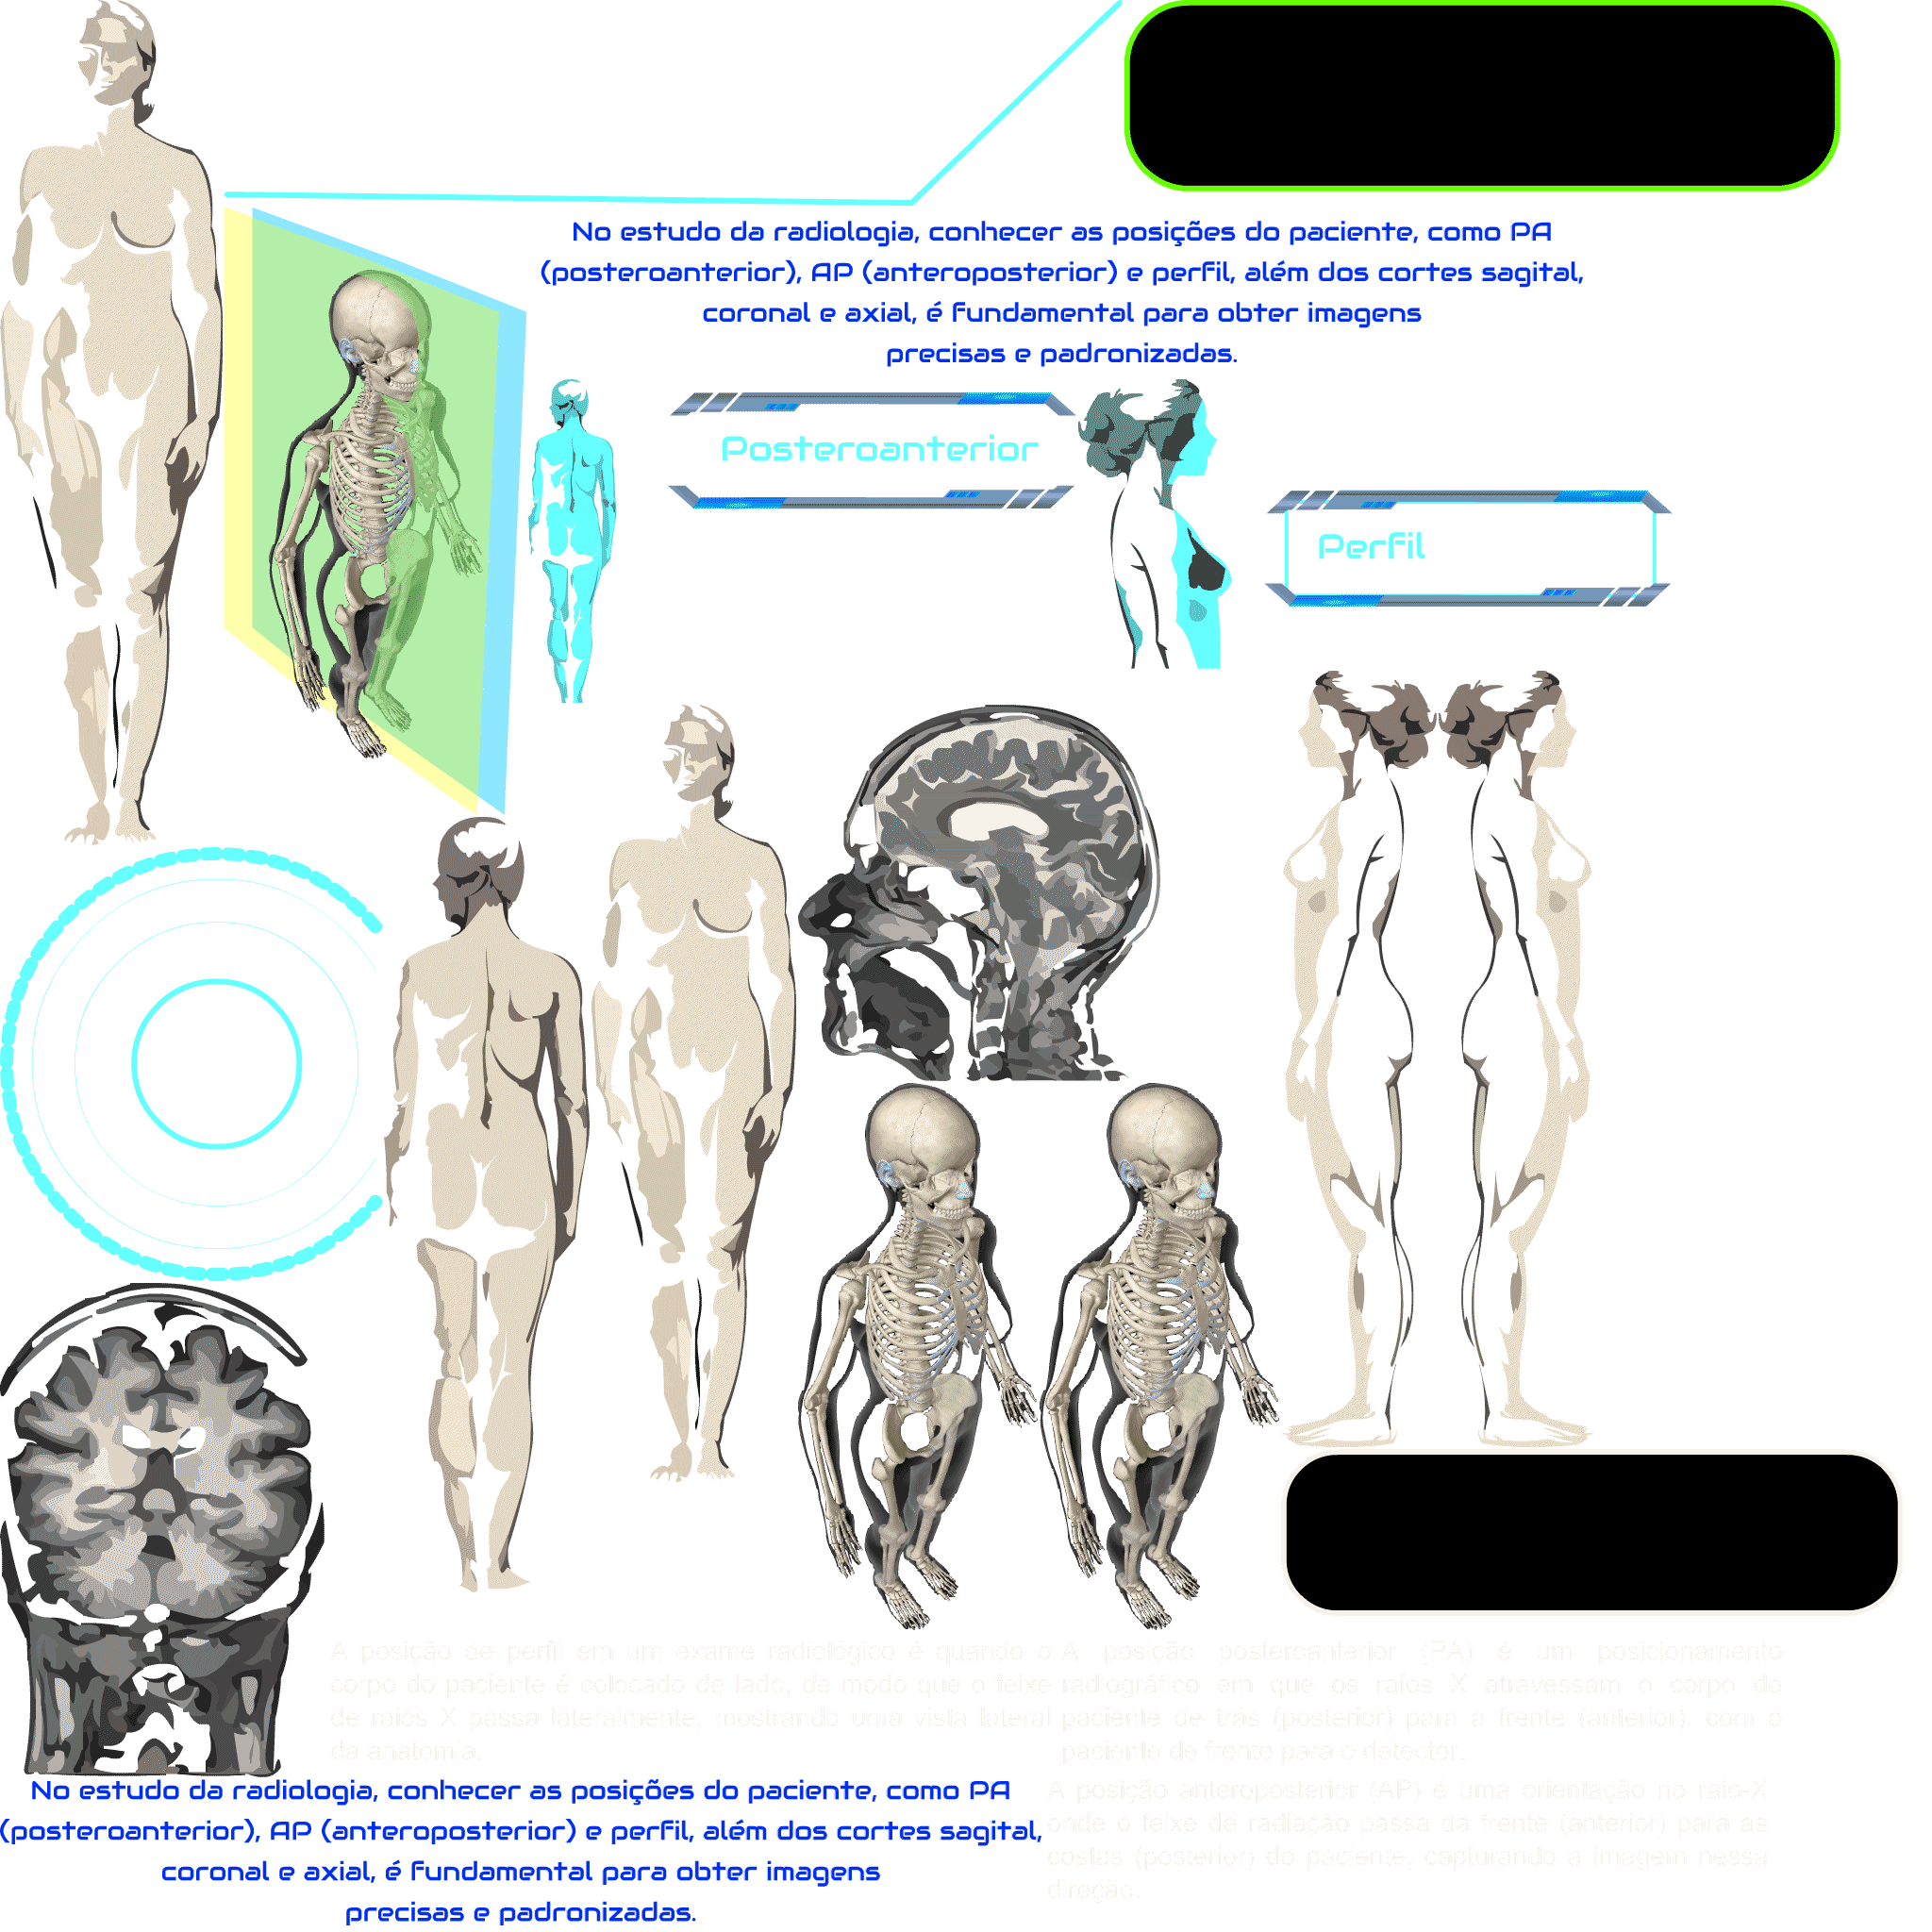 No estudo da radiologia, conhecer as posições do paciente, como PA
(posteroanterior), AP (anteroposterior) e perfil, além dos cortes sagital,
coronal e axial, é fundamental para obter imagens
precisas e padronizadas.
Posteroanterior
Perfil
A posição de perfil em um exame radiológico é quando o
corpo do paciente é colocado de lado, de modo que o feixe
de raios X passa lateralmente, mostrando uma vista lateral
da anatomia.
A posição posteroanterior (PA) é um posicionamento
radiográfico em que os raios X atravessam o corpo do
paciente de trás (posterior) para a frente (anterior), com o
paciente de frente para o detector.
No estudo da radiologia, conhecer as posições do paciente, como PA
(posteroanterior), AP (anteroposterior) e perfil, além dos cortes sagital,
coronal e axial, é fundamental para obter imagens
precisas e padronizadas.
A posição anteroposterior (AP) é uma orientação no raio-X
onde o feixe de radiação passa da frente (anterior) para as
costas (posterior) do paciente, capturando a imagem nessa
direção.